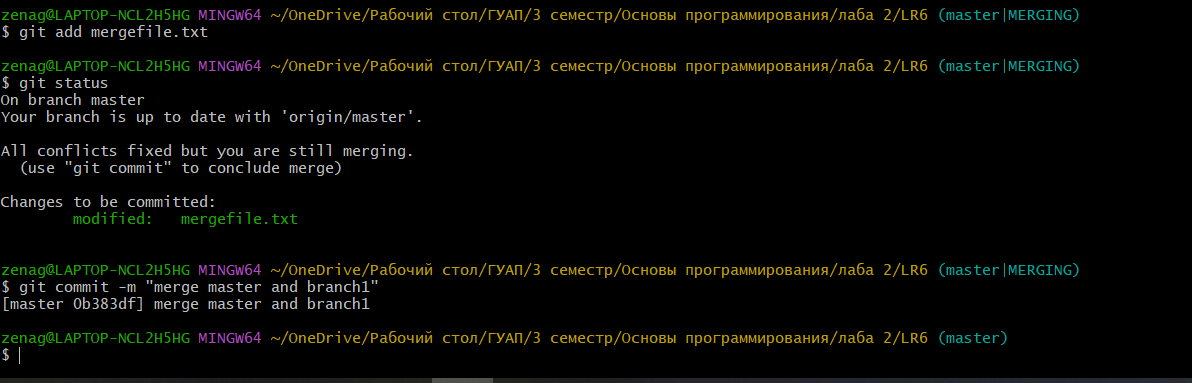 zenag@LAPTOP-NCL2H5HG MINGW64 ~/OneDrive/Рабочий стол/ГУАП/3 семестр/Основы программирования/лаба 2/LR6 (master|MERGING)
$ git add mergefile.txt
zenag@LAPTOP-NCL2H5HG MINGW64 ~/OneDrive/Рабочий стол/ГУАП/3 семестр/Основы программирования/лаба 2/LR6 (master|MERGING)
$ git status
On branch master
Your branch is up to date with 'origin/master'.
All conflicts fixed but you are still merging.
(use "git commit" to conclude merge)
Changes to be committed:
modified: mergefile.txt
zenag@LAPTOP-NCL2H5HG MINGW64 ~/OneDrive/Рабочий стол/ГУАП/3 семестр/Основы программирования/лаба 2/LR6 (master|MERGING)
$ git commit -m "merge master and branch1"
[master 0b383df] merge master and branch1
zenag@LAPTOP-NCL2H5HG MINGW64 ~/OneDrive/Рабочий стол/ГУАП/3 семестр/Основы программирования/лаба 2/LR6 (master)
$